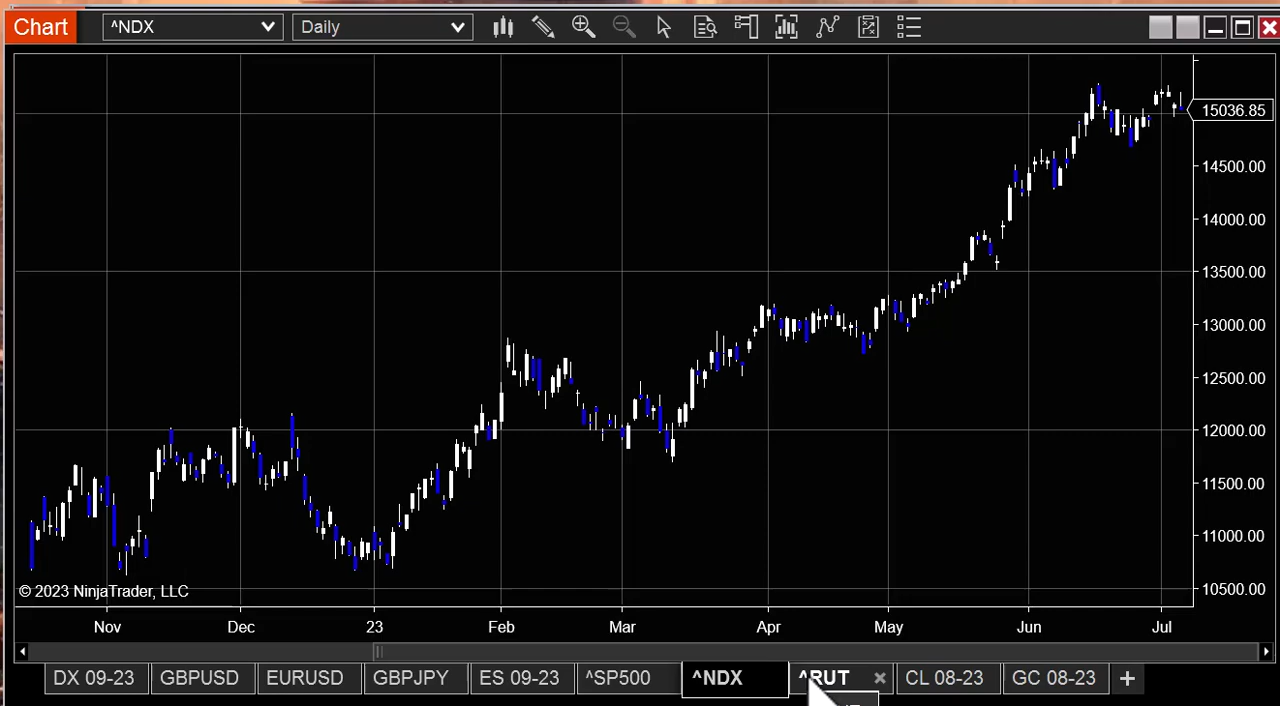 Chart ^NDX Daily
15036.85
14500.00
14000.00
13500.00
13000.00
12500.00
12000.00
11500.00
11000.00
10500.00
© 2023 NinjaTrader, LLC
Nov Dec 23 Feb Mar Apr May Jun Jul
DX 09-23 GBPUSD EURUSD GBPJPY ES 09-23 ^SP500 ^NDX ^RUT CL 08-23 GC 08-23 +